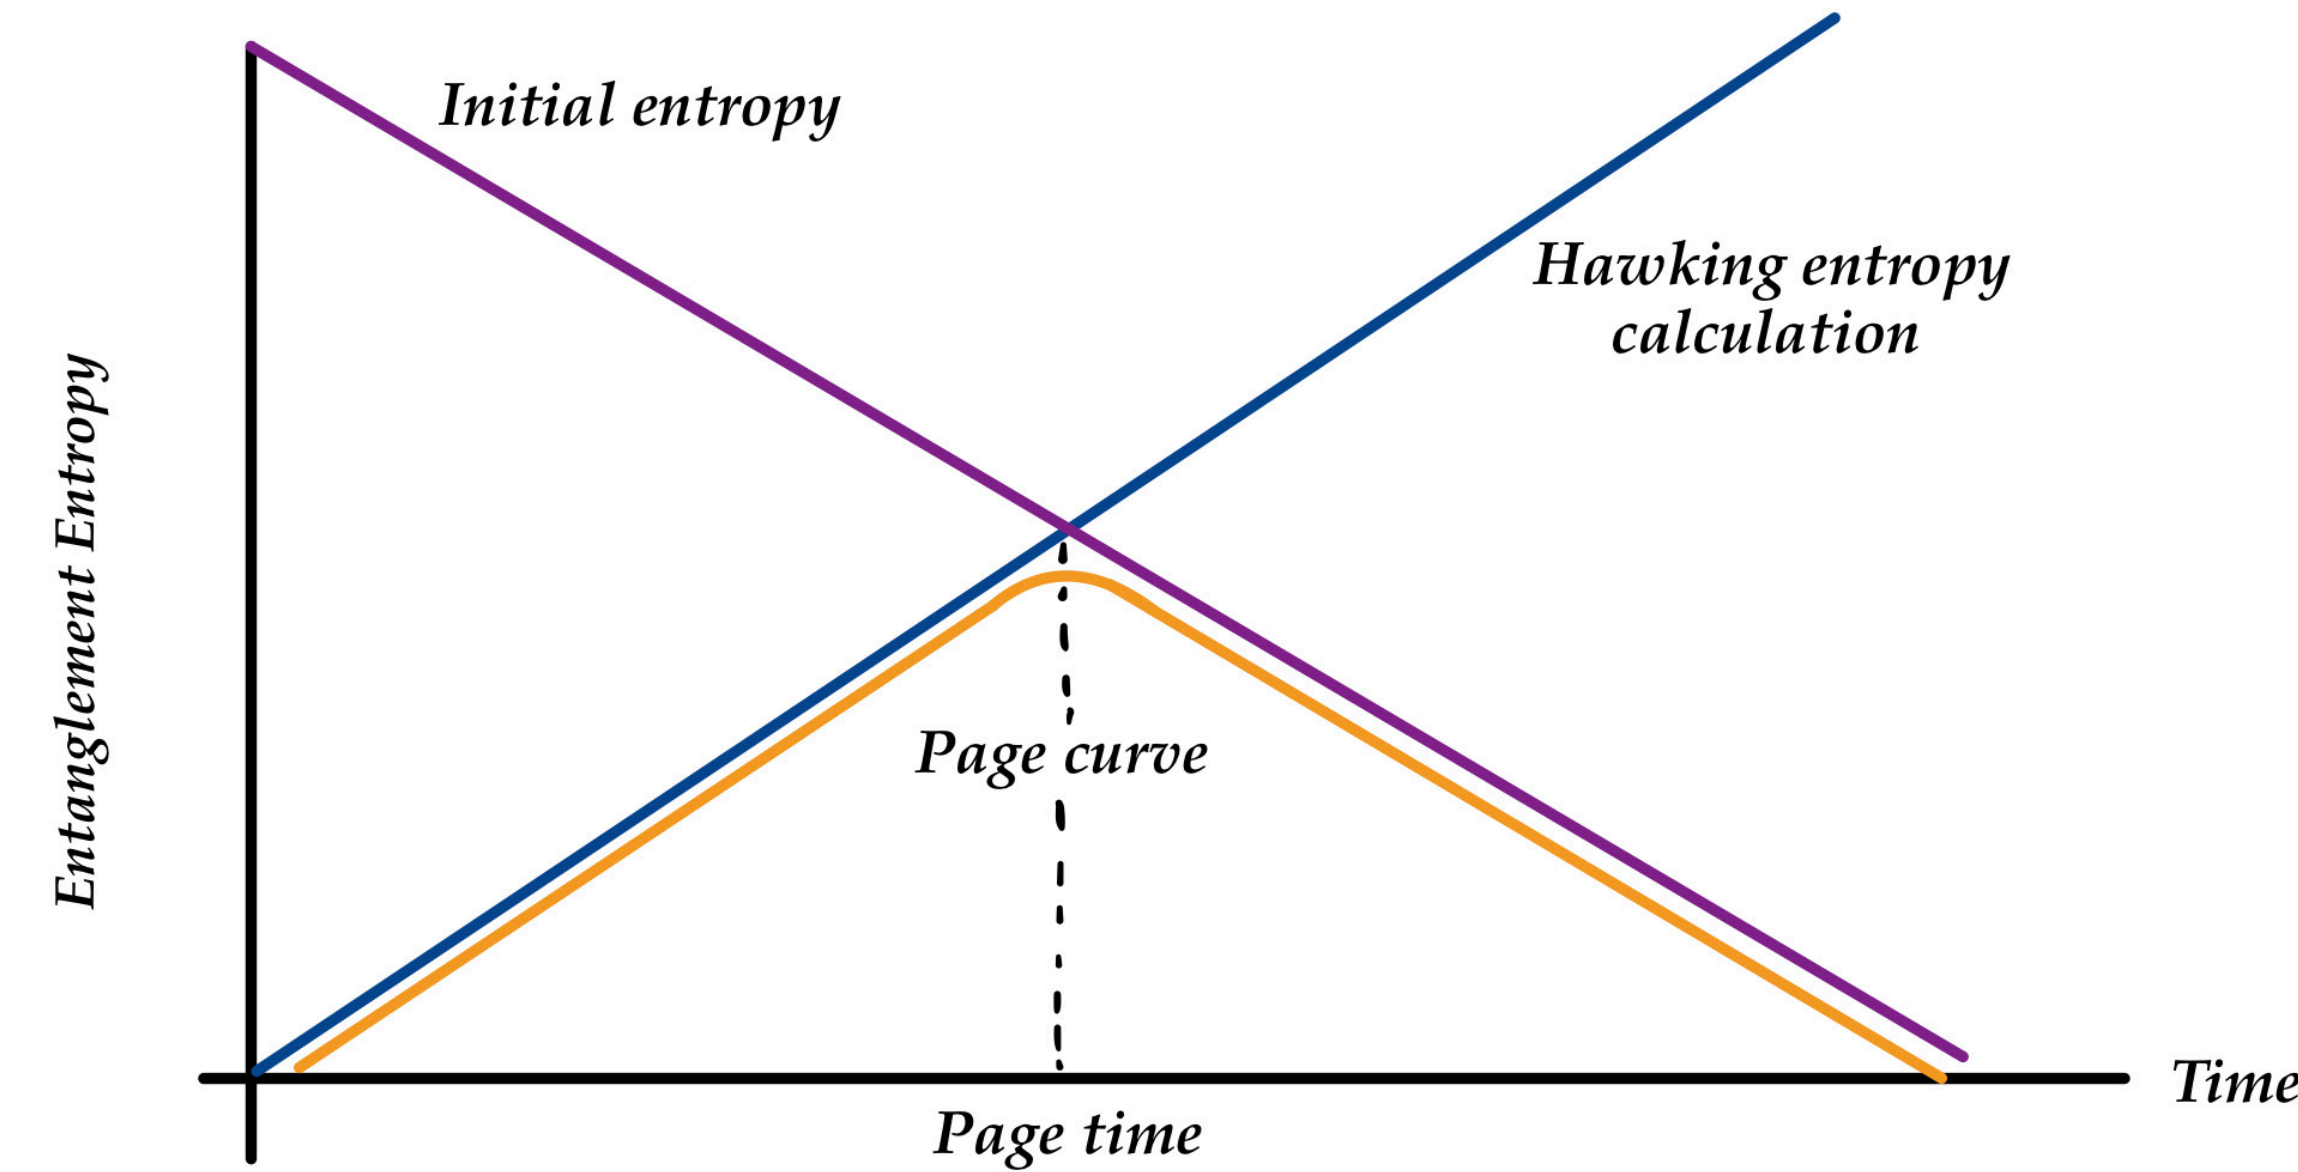 Initial entropy
Hawking entropy
calculation
Entanglement Entropy
Page curve
Time
Page time